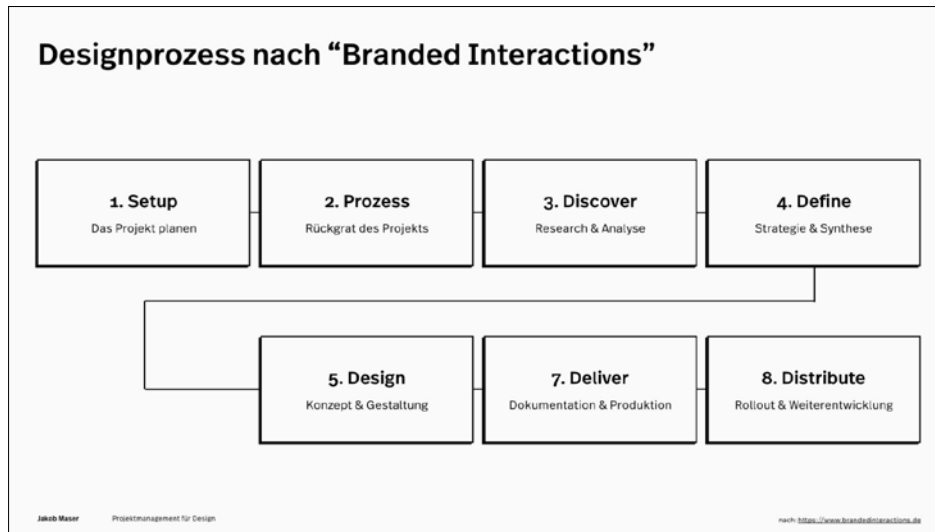 Designprozess nach “Branded Interactions”
1. Setup
Das Projekt planen
2. Prozess
Rückgrat des Projekts
3. Discover
Research & Analyse
4. Define
Strategie & Synthese
5. Design
Konzept & Gestaltung
7. Deliver
Dokumentation & Produktion
8. Distribute
Rollout & Weiterentwicklung
Jakob Maser Projektmanagement für Design
nach: https://www.brandedinteractions.de